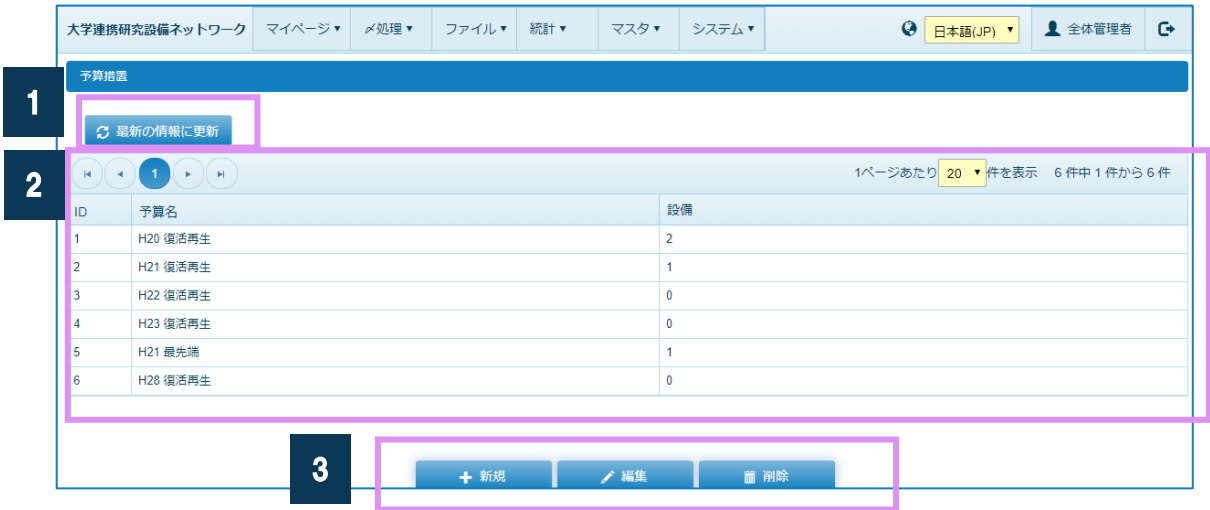 大学連携研究設備ネットワーク マイページ▼ 〆処理▼ ファイル▼ 統計▼ マスタ▼ システム▼ 日本語(JP) ▼ 全体管理者
予算措置
1
最新の情報に更新
2
1 1ページあたり 20 ▼ 件を表示 6 件中 1 件から 6 件
ID 予算名 設備
1 H20 復活再生 2
2 H21 復活再生 1
3 H22 復活再生 0
4 H23 復活再生 0
5 H21 最先端 1
6 H28 復活再生 0
3
新規 編集 削除